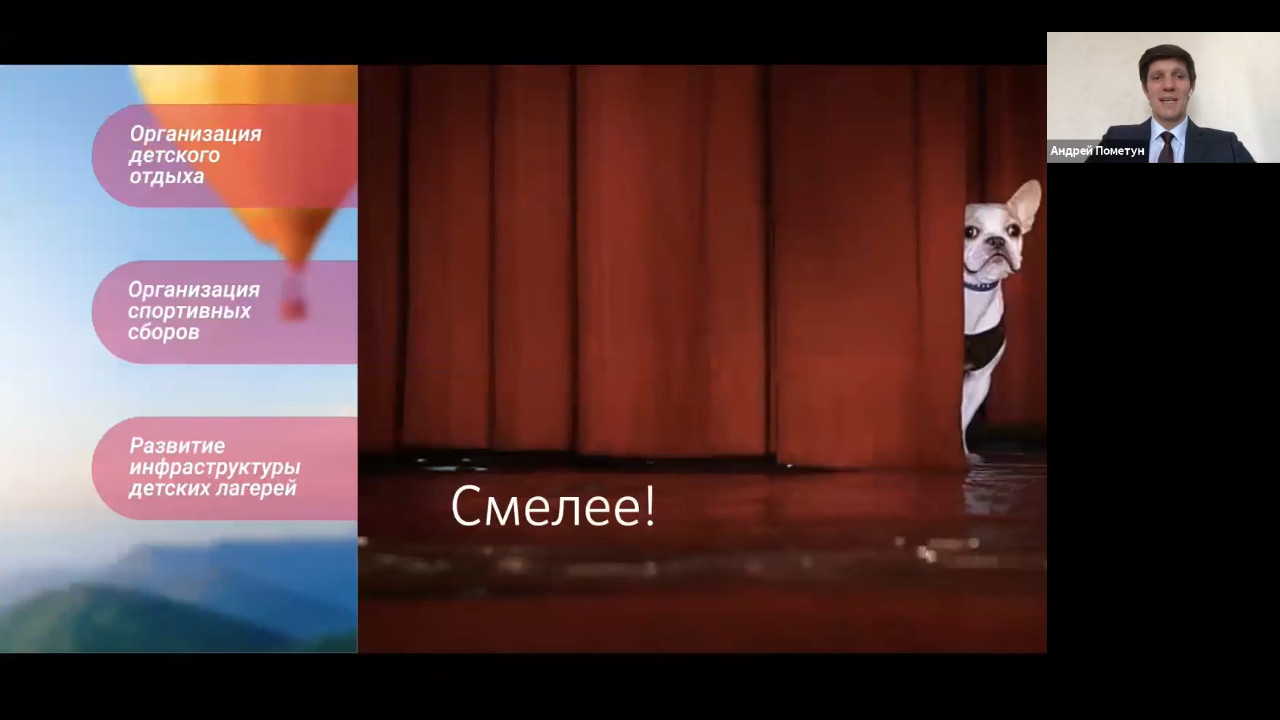 Организация
детского
отдыха
Организация
спортивных
сборов
Развитие
инфраструктуры
детских лагерей
Смелее!
Андрей Пометун